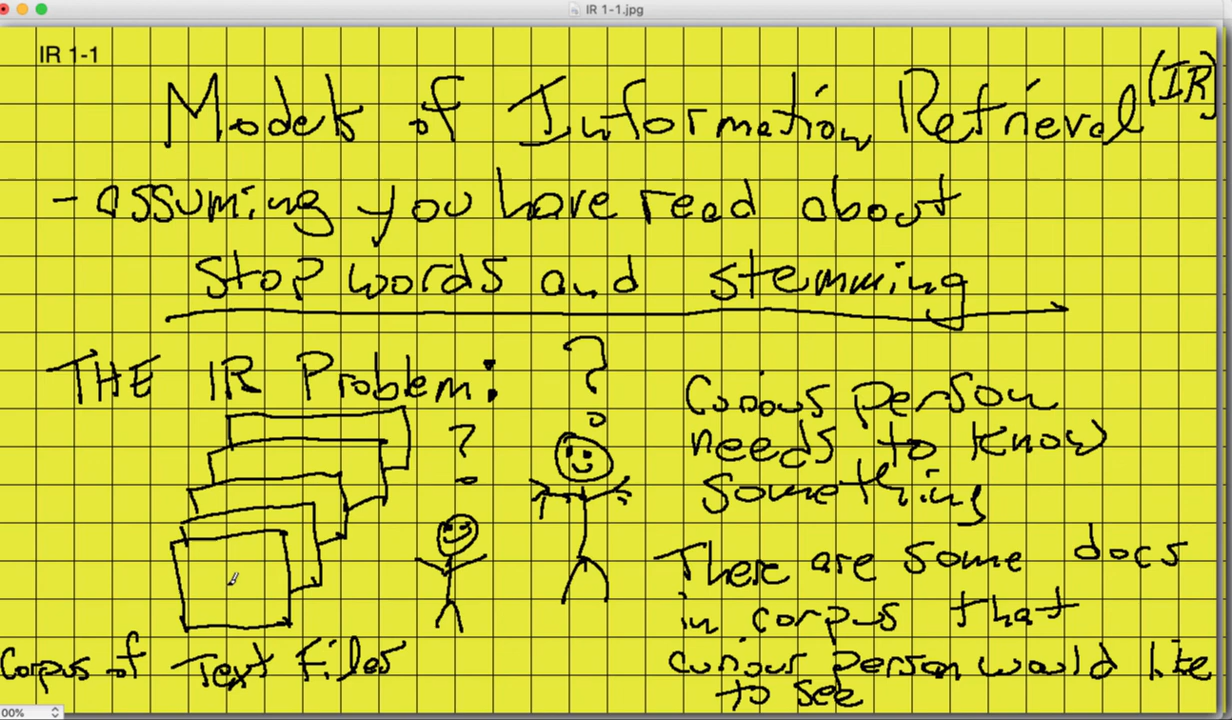 IR 1-1.jpg
IR 1-1
Models of Information Retrieval (IR)
- assuming you have read about
stop words and stemming
THE IR Problem:
?
?
Curious person
needs to know
something
There are some docs
in corpus that
curious person would like
to see
Corpus of Text Files
00%